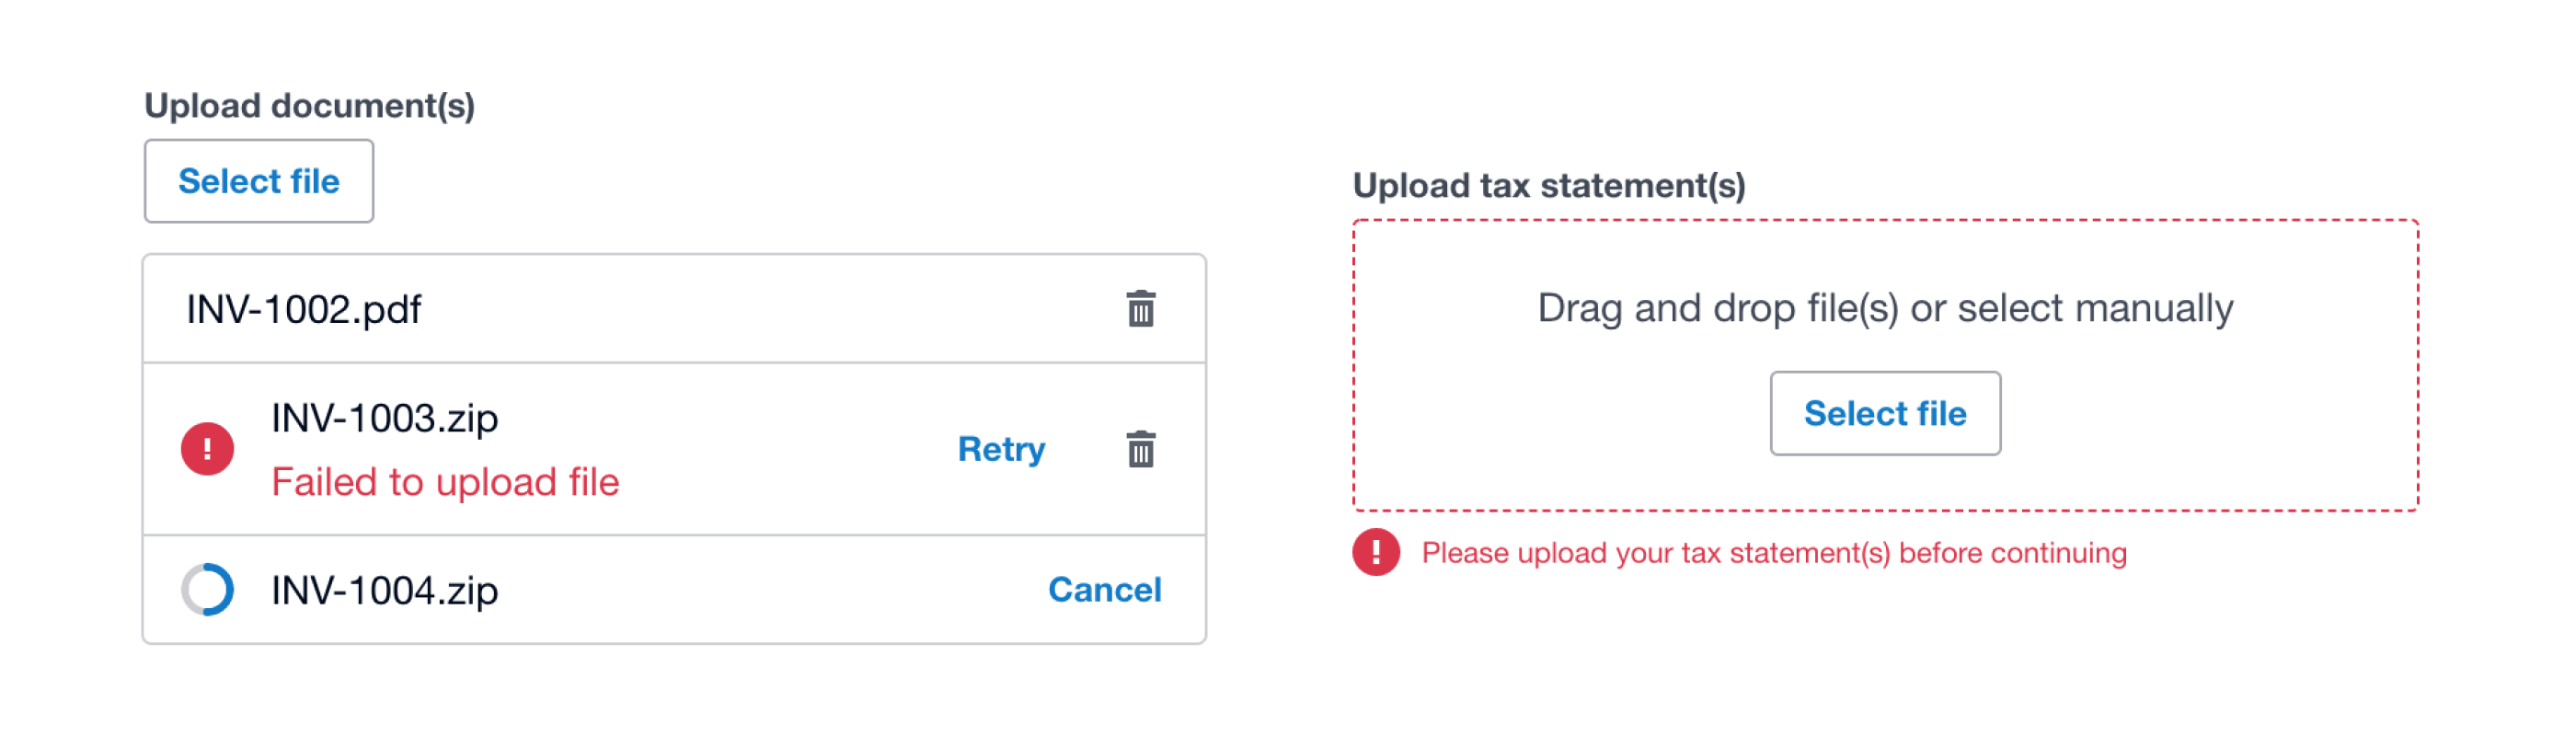 Upload document(s)
Select file
INV-1002.pdf
INV-1003.zip
Failed to upload file
Retry
INV-1004.zip
Cancel
Upload tax statement(s)
Drag and drop file(s) or select manually
Select file
Please upload your tax statement(s) before continuing